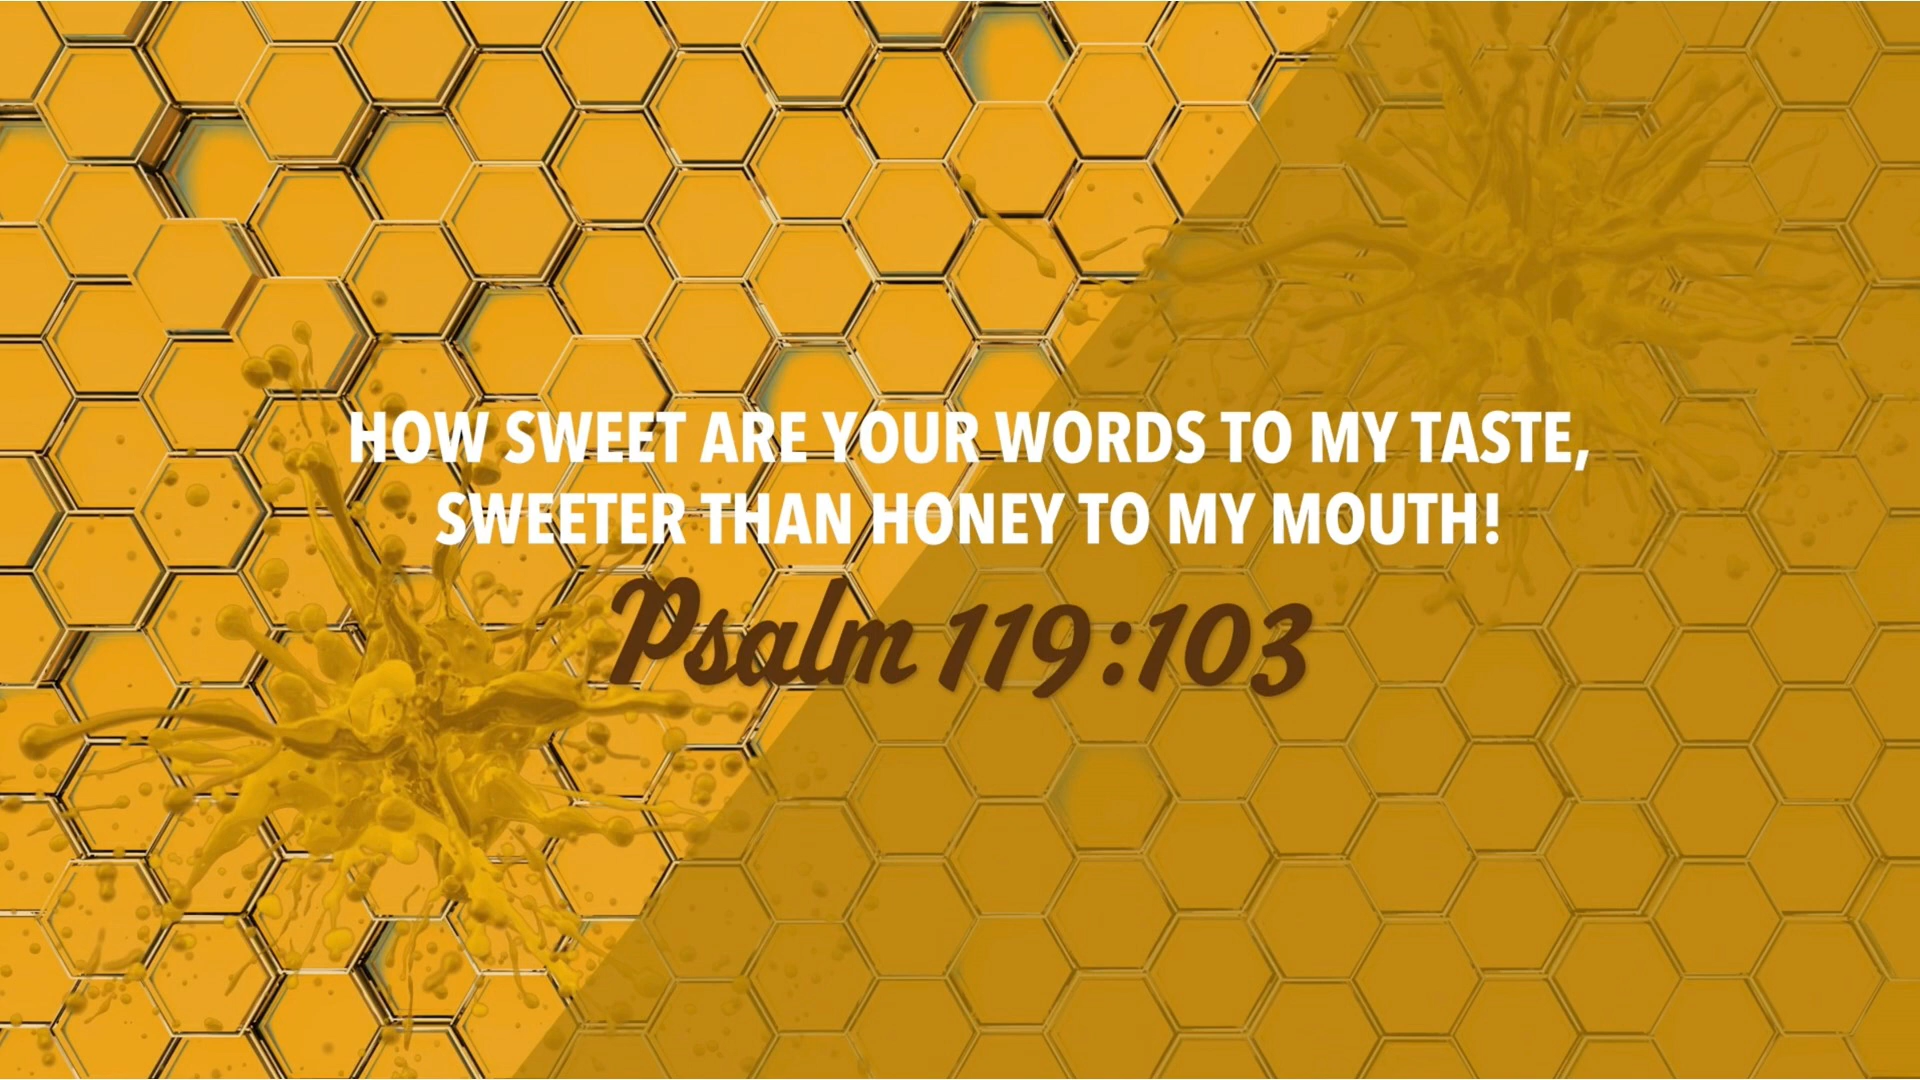 HOW SWEET ARE YOUR WORDS TO MY TASTE,
SWEETER THAN HONEY TO MY MOUTH!
Psalm 119:103